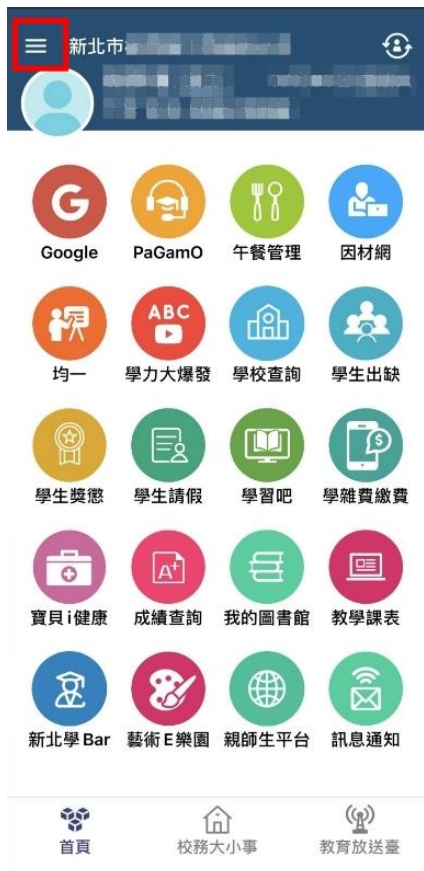 新北市
G
Google
PaGamO
午餐管理
因材網
均一
ABC
學力大爆發
學校查詢
學生出缺
學生獎懲
學生請假
學習吧
$
學雜費繳費
寶貝i健康
A+
成績查詢
我的圖書館
教學課表
新北學Bar
藝術E樂園
親師生平台
訊息通知
首頁
校務大小事
教育放送臺